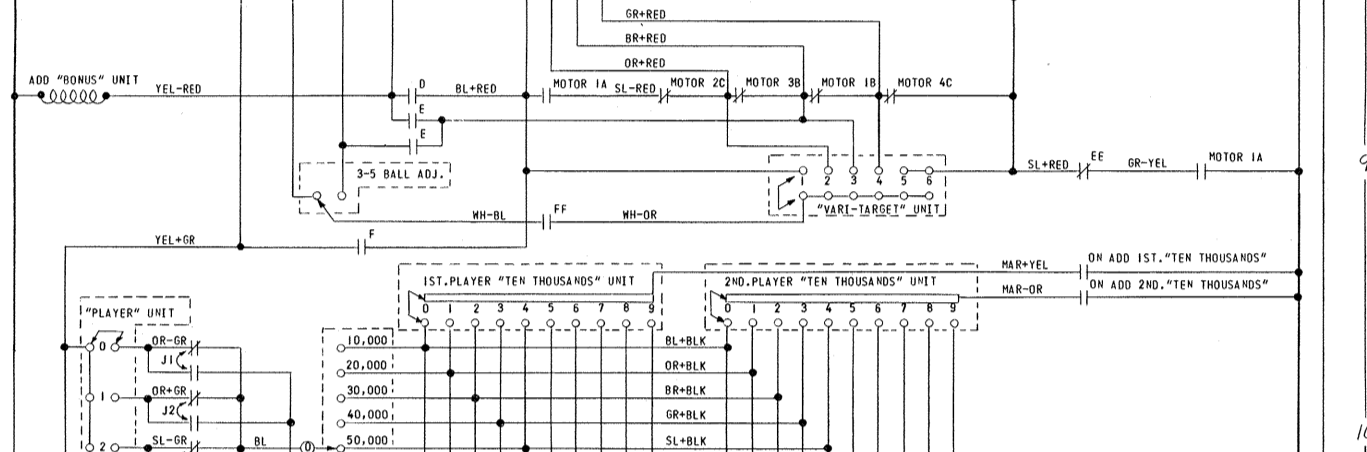 GR+RED
BR+RED
OR+RED
ADD "BONUS" UNIT
YEL-RED
D
BL+RED
MOTOR 1A
SL-RED
MOTOR 2C
MOTOR 3B
MOTOR 1B
MOTOR 4C
E
E
3-5 BALL ADJ.
1 2 3 4 5 6
SL+RED
EE
GR-YEL
MOTOR 1A
"VARI-TARGET" UNIT
WH-BL
FF
WH-OR
YEL+GR
F
1ST.PLAYER "TEN THOUSANDS" UNIT
0 1 2 3 4 5 6 7 8 9
2ND.PLAYER "TEN THOUSANDS" UNIT
0 1 2 3 4 5 6 7 8 9
MAR+YEL
ON ADD 1ST."TEN THOUSANDS"
MAR-OR
ON ADD 2ND."TEN THOUSANDS"
"PLAYER" UNIT
0
OR-GR
J1
1
OR+GR
J2
2
SL-GR
BL
0
10,000
BL+BLK
20,000
OR+BLK
30,000
BR+BLK
40,000
GR+BLK
50,000
SL+BLK